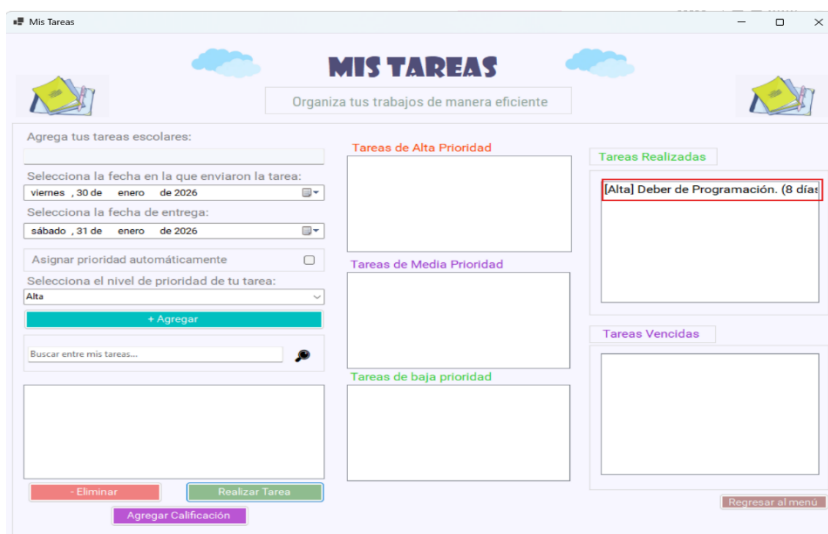 Mis Tareas
MIS TAREAS
Organiza tus trabajos de manera eficiente
Agrega tus tareas escolares:
Selecciona la fecha en la que enviaron la tarea:
viernes , 30 de enero de 2026
Selecciona la fecha de entrega:
sábado , 31 de enero de 2026
Asignar prioridad automáticamente
Selecciona el nivel de prioridad de tu tarea:
Alta
+ Agregar
Buscar entre mis tareas...
- Eliminar
Realizar Tarea
Agregar Calificación
Tareas de Alta Prioridad
Tareas de Media Prioridad
Tareas de baja prioridad
Tareas Realizadas
[Alta] Deber de Programación. (8 días
Tareas Vencidas
Regresar al menú